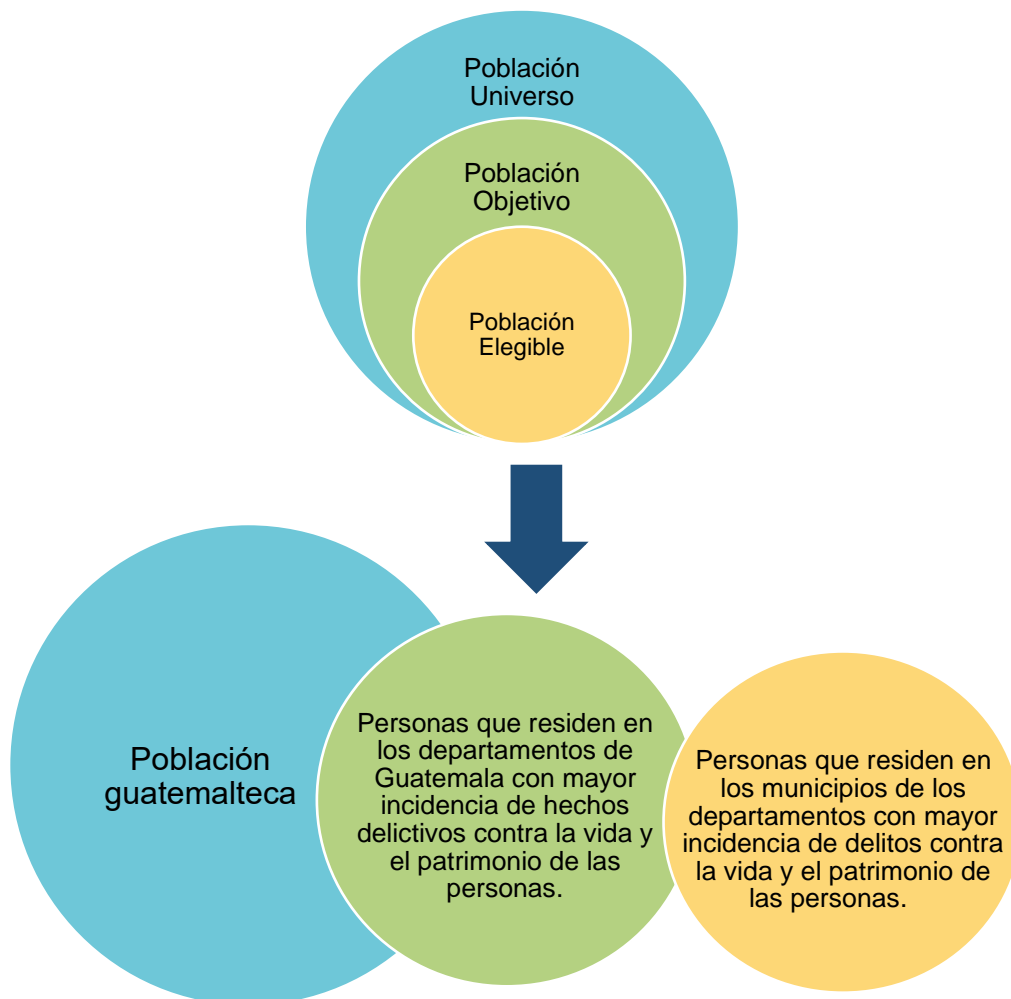 Población
Universo
Población
Objetivo
Población
Elegible
Población
guatemalteca
Personas que residen en
los departamentos de
Guatemala con mayor
incidencia de hechos
delictivos contra la vida y
el patrimonio de las
personas.
Personas que residen en
los municipios de los
departamentos con mayor
incidencia de delitos contra
la vida y el patrimonio de
las personas.